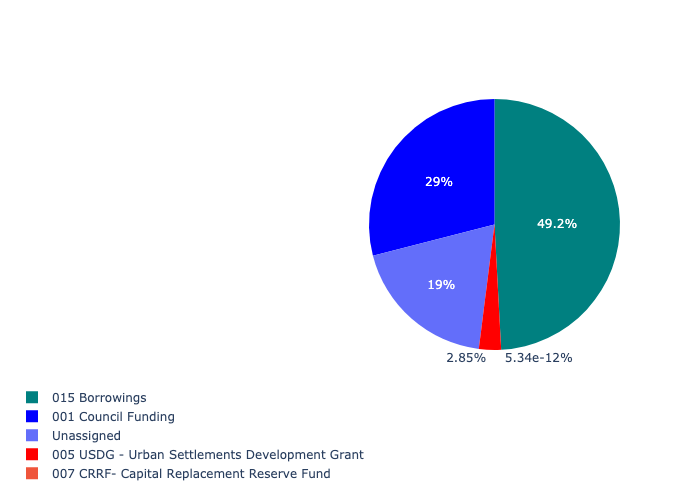 29%
49.2%
19%
2.85%
5.34e-12%
015 Borrowings
001 Council Funding
Unassigned
005 USDG - Urban Settlements Development Grant
007 CRRF- Capital Replacement Reserve Fund